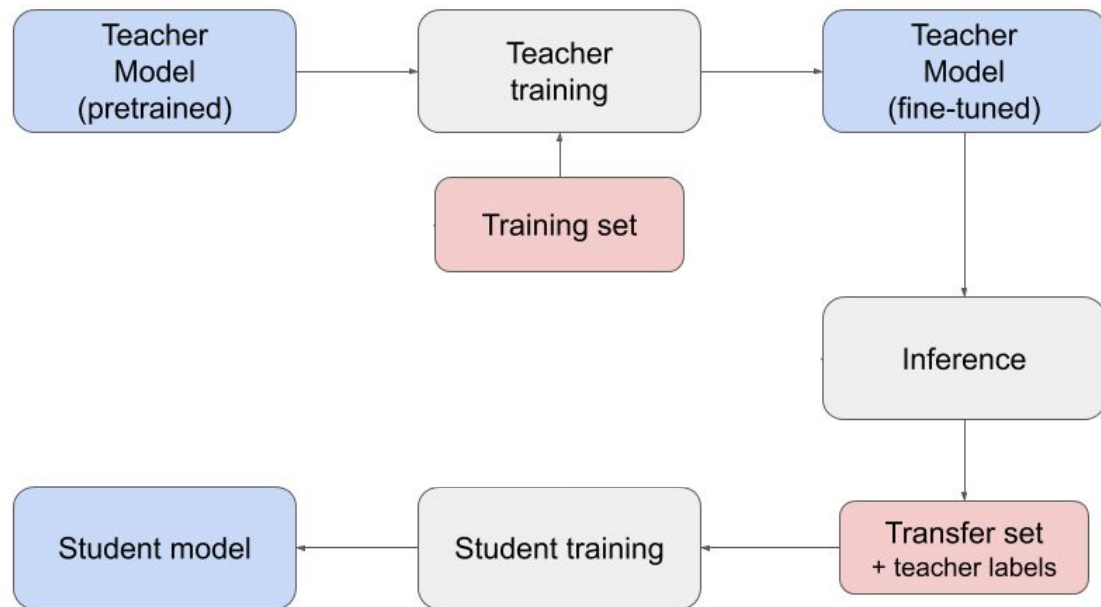 Teacher
Model
(pretrained)
Teacher
training
Teacher
Model
(fine-tuned)
Training set
Inference
Transfer set
+ teacher labels
Student training
Student model